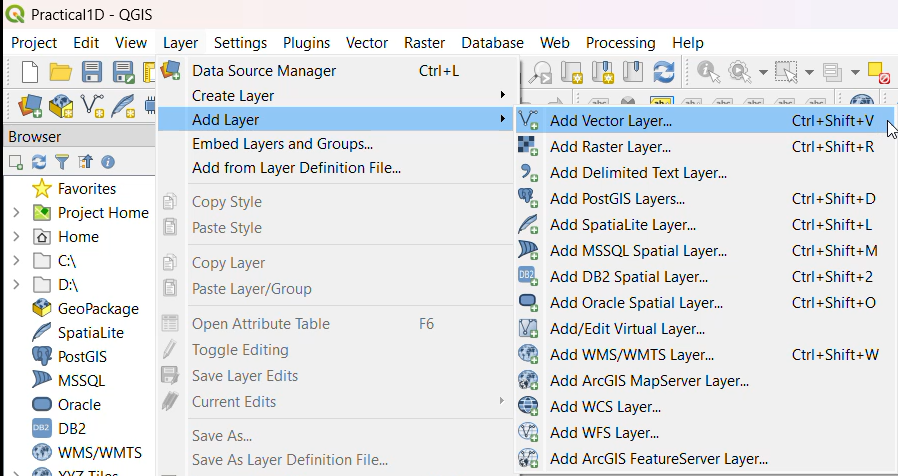 Practical1D - QGIS
Project Edit View Layer Settings Plugins Vector Raster Database Web Processing Help
Data Source Manager Ctrl+L
Create Layer
Add Layer
Embed Layers and Groups...
Add from Layer Definition File...
Copy Style
Paste Style
Copy Layer
Paste Layer/Group
Open Attribute Table F6
Toggle Editing
Save Layer Edits
Current Edits
Save As...
Save As Layer Definition File...
Add Vector Layer... Ctrl+Shift+V
Add Raster Layer... Ctrl+Shift+R
Add Delimited Text Layer...
Add PostGIS Layers... Ctrl+Shift+D
Add SpatiaLite Layer... Ctrl+Shift+L
Add MSSQL Spatial Layer... Ctrl+Shift+M
DB2 Add DB2 Spatial Layer... Ctrl+Shift+2
Add Oracle Spatial Layer... Ctrl+Shift+O
Add/Edit Virtual Layer...
Add WMS/WMTS Layer... Ctrl+Shift+W
Add ArcGIS MapServer Layer...
Add WCS Layer...
Add WFS Layer...
Add ArcGIS FeatureServer Layer...
Browser
Favorites
Project Home
Home
C:\
D:\
GeoPackage
SpatiaLite
PostGIS
MSSQL
Oracle
DB2 DB2
WMS/WMTS
XYZ Tiles